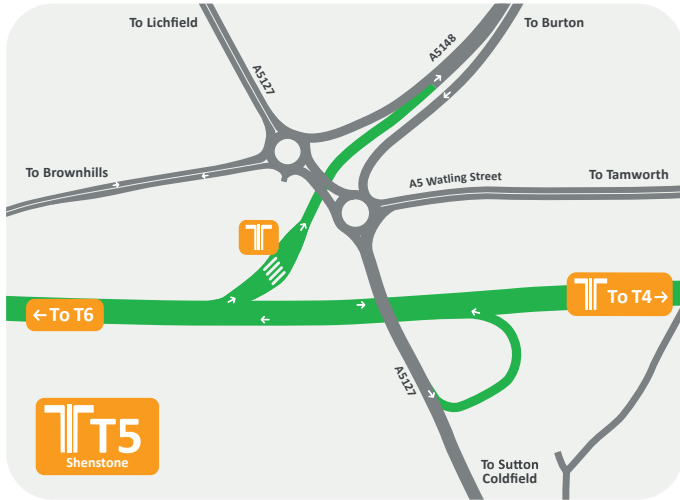 To Lichfield
To Burton
A5148
A5127
To Brownhills
A5 Watling Street
To Tamworth
T
←To T6
T To T4→
A5127
T T5
Shenstone
To Sutton
Coldfield